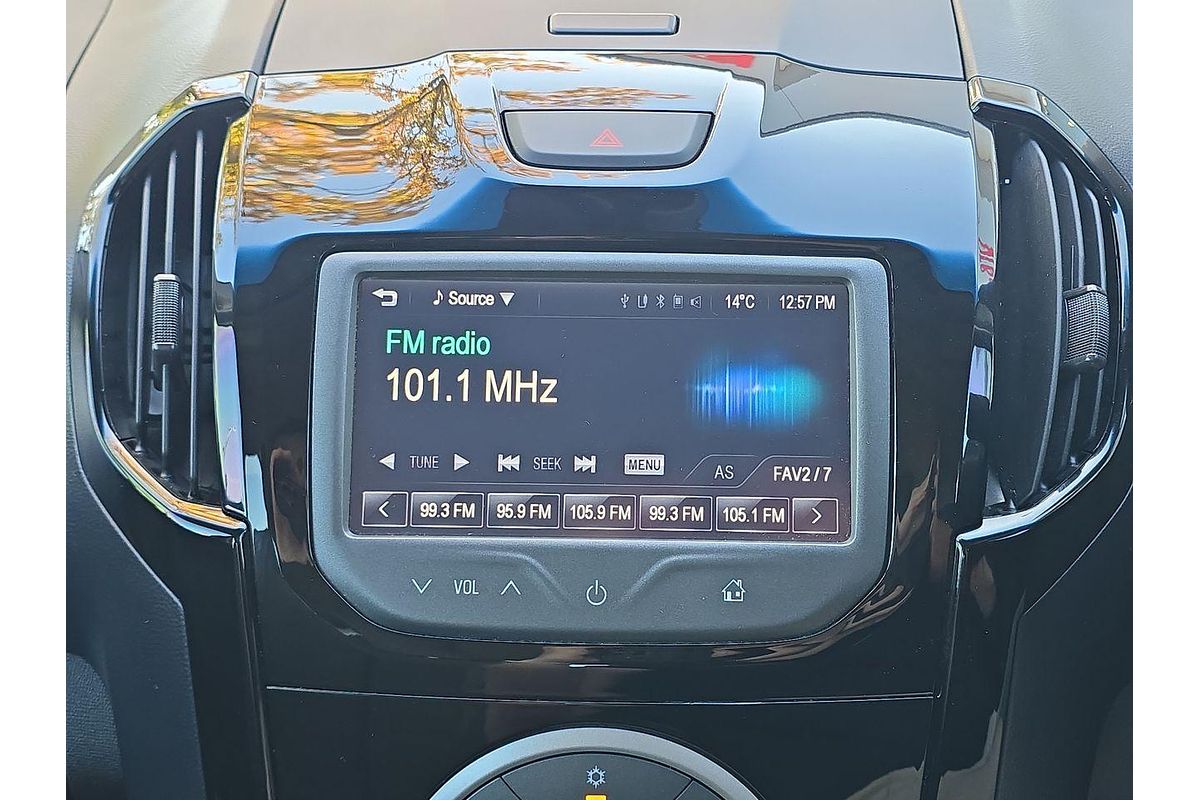 Source 14°C 12:57 PM
FM radio
101.1 MHz
TUNE SEEK MENU AS FAV2 / 7
99.3 FM 95.9 FM 105.9 FM 99.3 FM 105.1 FM
VOL